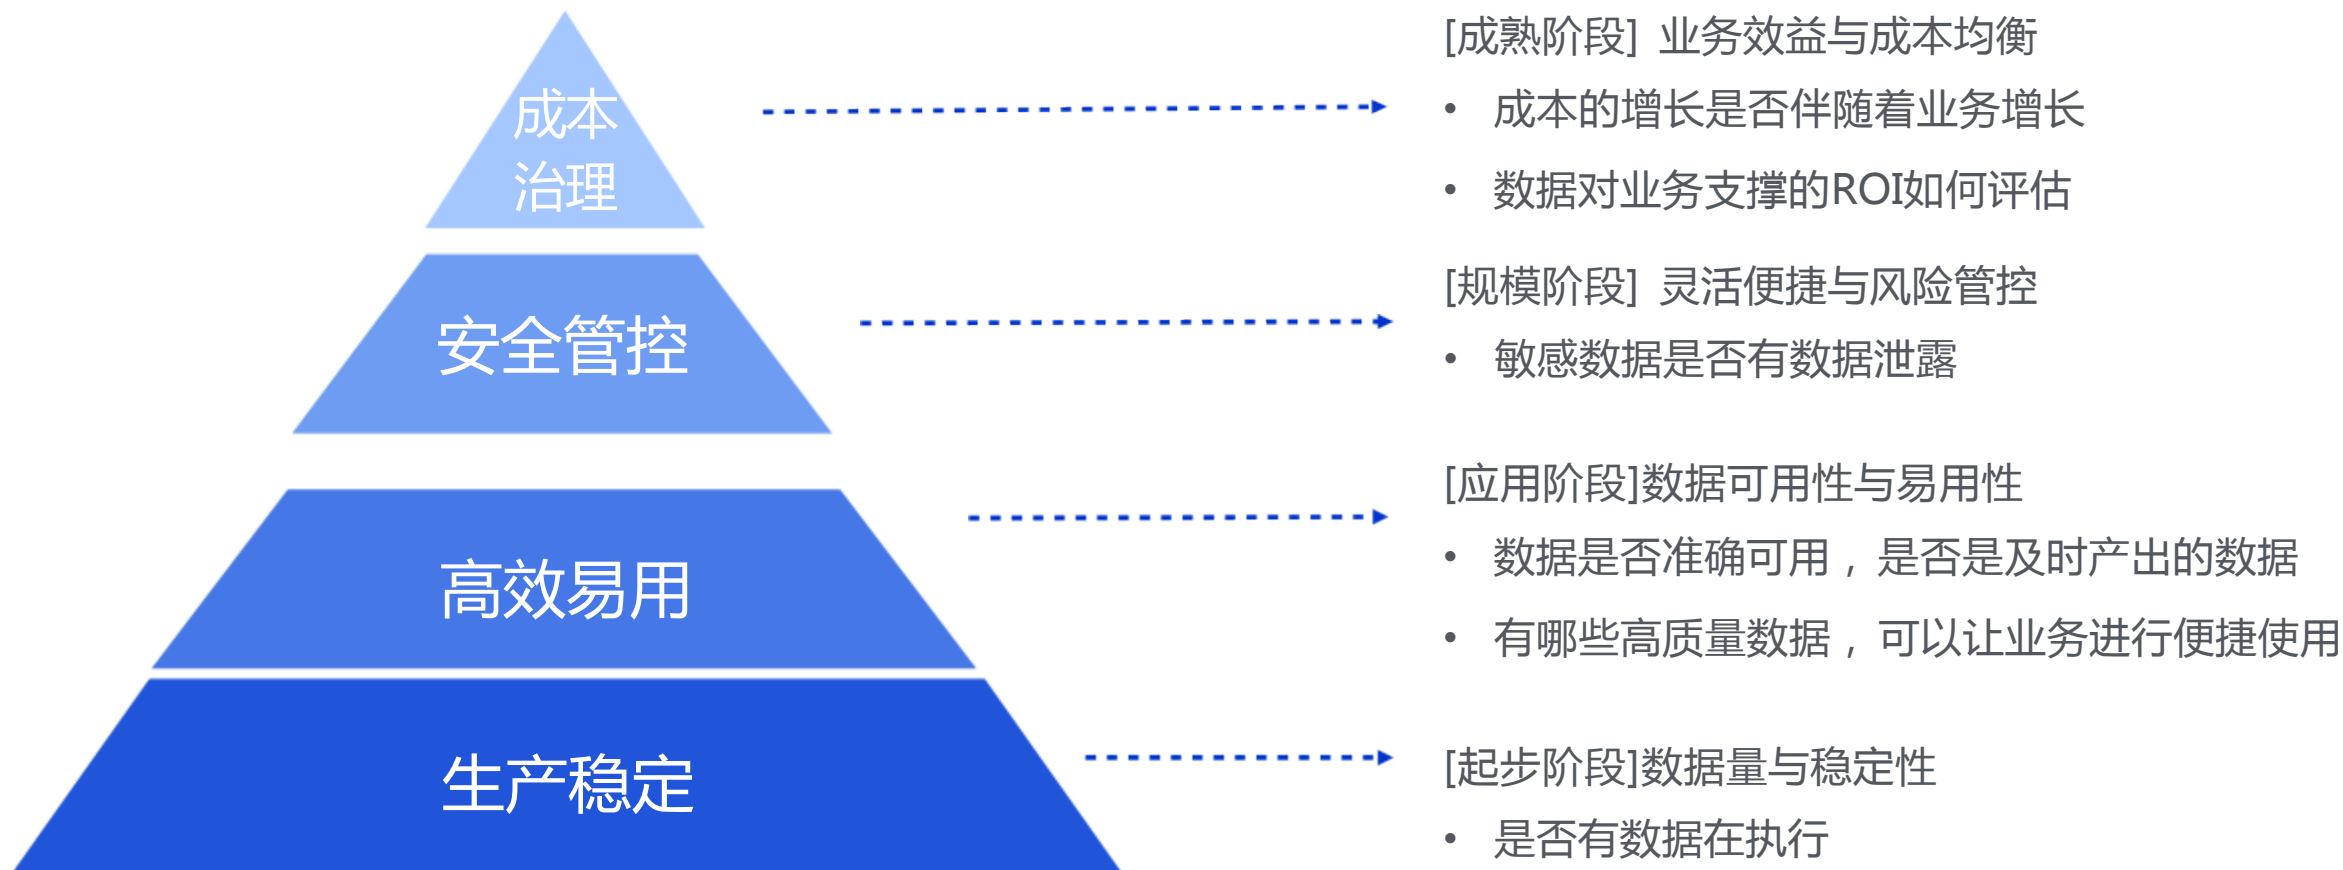 成本
治理
[成熟阶段] 业务效益与成本均衡
• 成本的增长是否伴随着业务增长
• 数据对业务支撑的ROI如何评估
安全管控
[规模阶段] 灵活便捷与风险管控
• 敏感数据是否有数据泄露
高效易用
[应用阶段]数据可用性与易用性
• 数据是否准确可用，是否是及时产出的数据
• 有哪些高质量数据，可以让业务进行便捷使用
生产稳定
[起步阶段]数据量与稳定性
• 是否有数据在执行